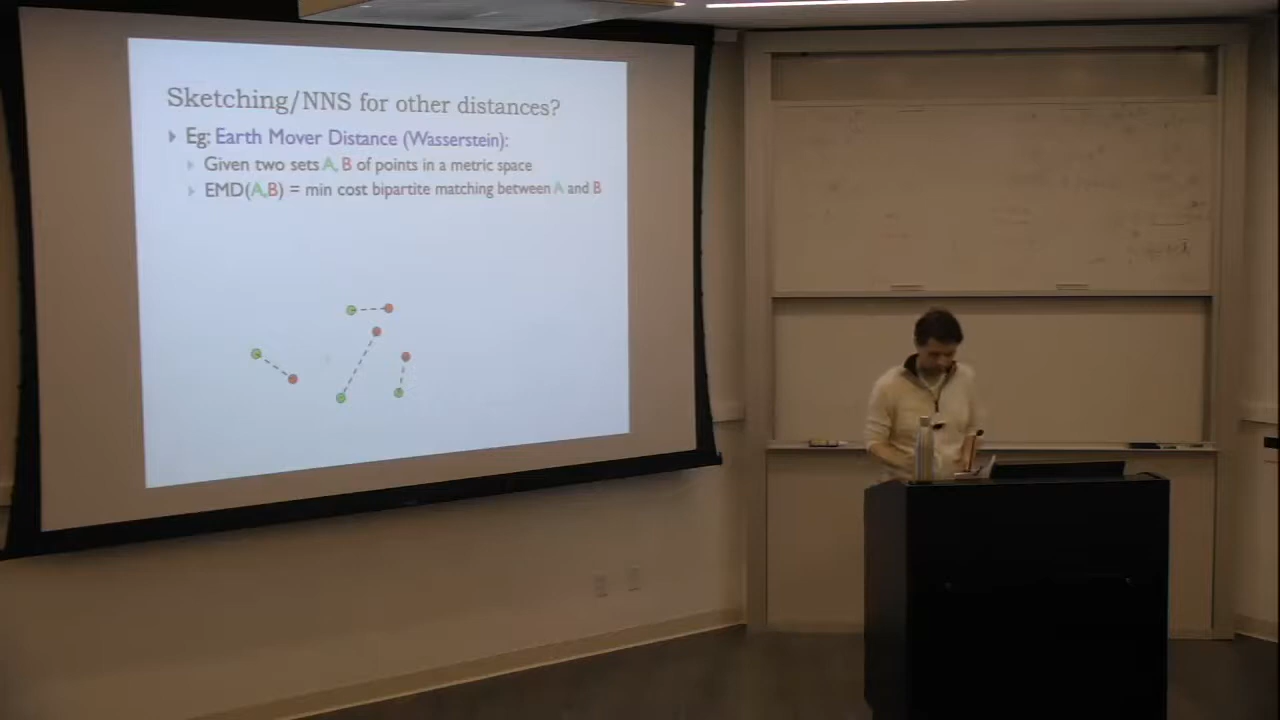 Sketching/NNS for other distances?
Eg: Earth Mover Distance (Wasserstein):
Given two sets A, B of points in a metric space
EMD(A,B) = min cost bipartite matching between A and B